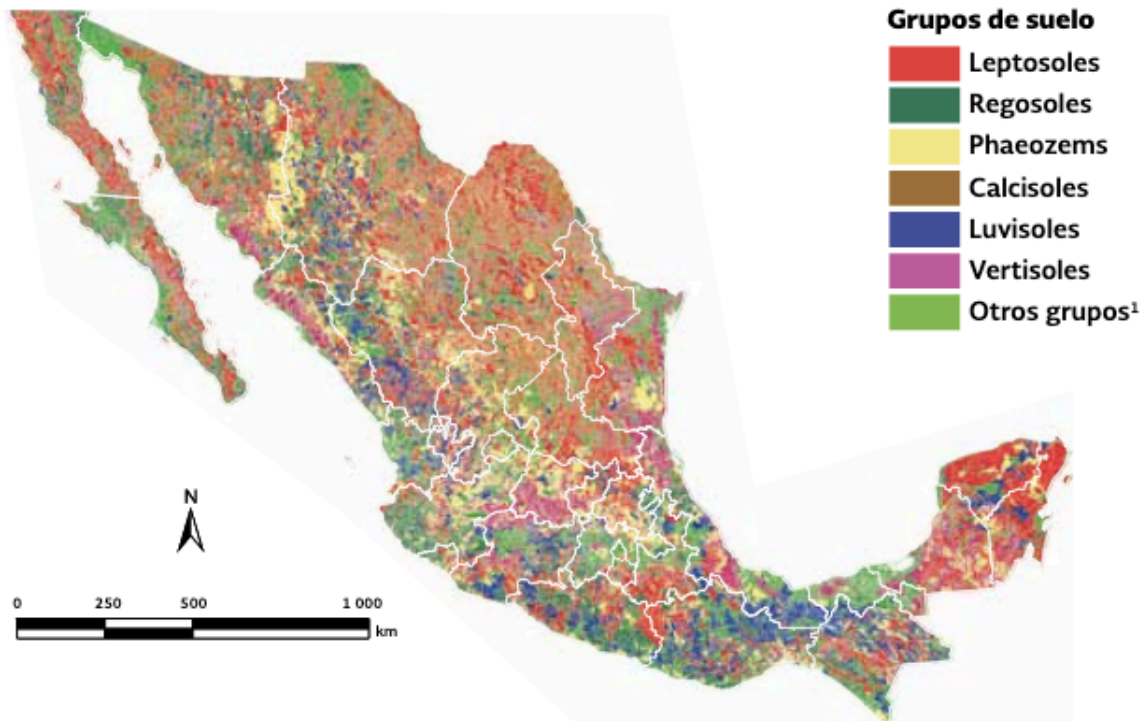 Grupos de suelo
Leptosoles
Regosoles
Phaeozems
Calcisoles
Luvisoles
Vertisoles
Otros grupos¹
N
0 250 500 1 000
km